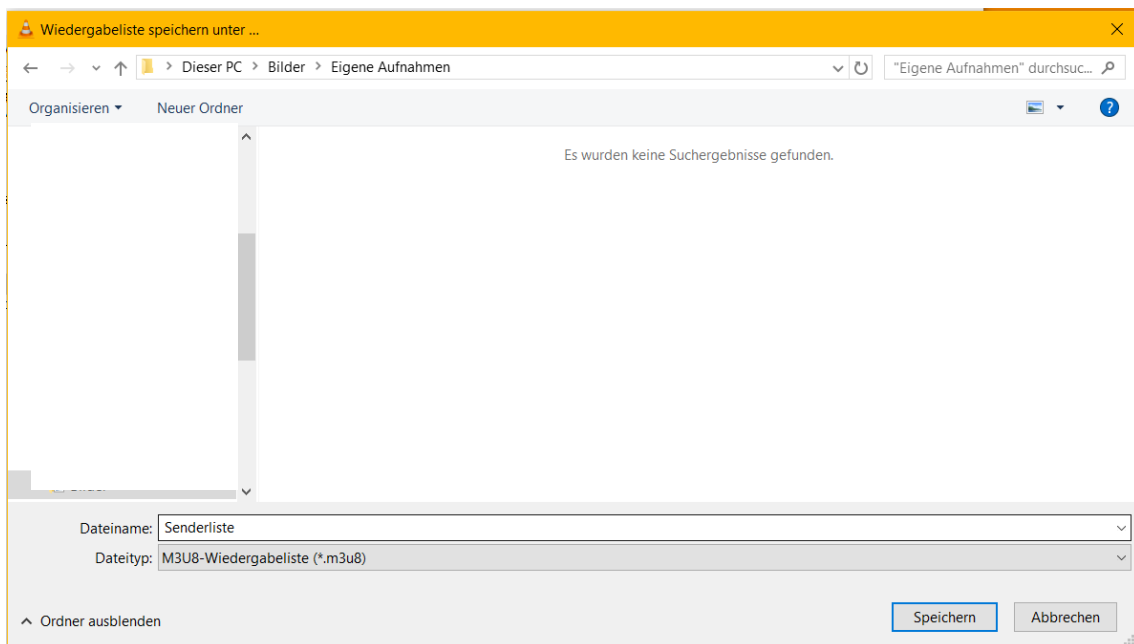 Wiedergabeliste speichern unter ...
Dieser PC > Bilder > Eigene Aufnahmen
"Eigene Aufnahmen" durchsuc...
Organisieren
Neuer Ordner
?
Es wurden keine Suchergebnisse gefunden.
Dateiname: Senderliste
Dateityp: M3U8-Wiedergabeliste (*.m3u8)
Ordner ausblenden
Speichern
Abbrechen